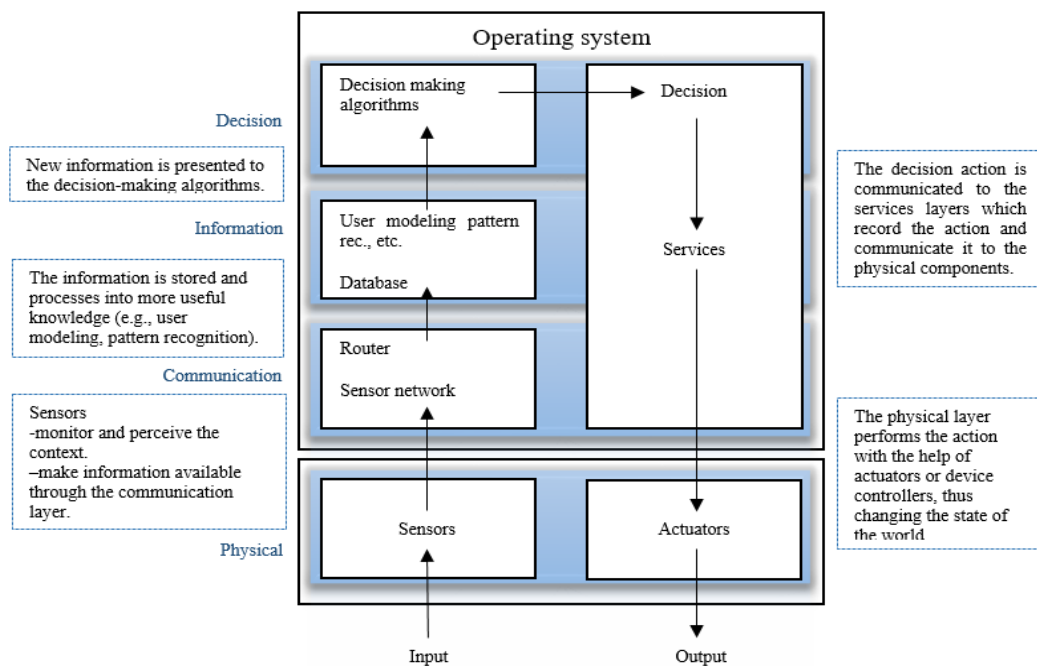 Operating system
Decision making
algorithms
Decision
Decision
New information is presented to
the decision-making algorithms.
The decision action is
communicated to the
services layers which
record the action and
communicate it to the
physical components.
Information
User modeling pattern
rec., etc.
Database
Services
The information is stored and
processes into more useful
knowledge (e.g., user
modeling, pattern recognition).
Communication
Router
Sensor network
Sensors
-monitor and perceive the
context.
–make information available
through the communication
layer.
The physical layer
performs the action
with the help of
actuators or device
controllers, thus
changing the state of
the world
Physical
Sensors
Actuators
Input
Output